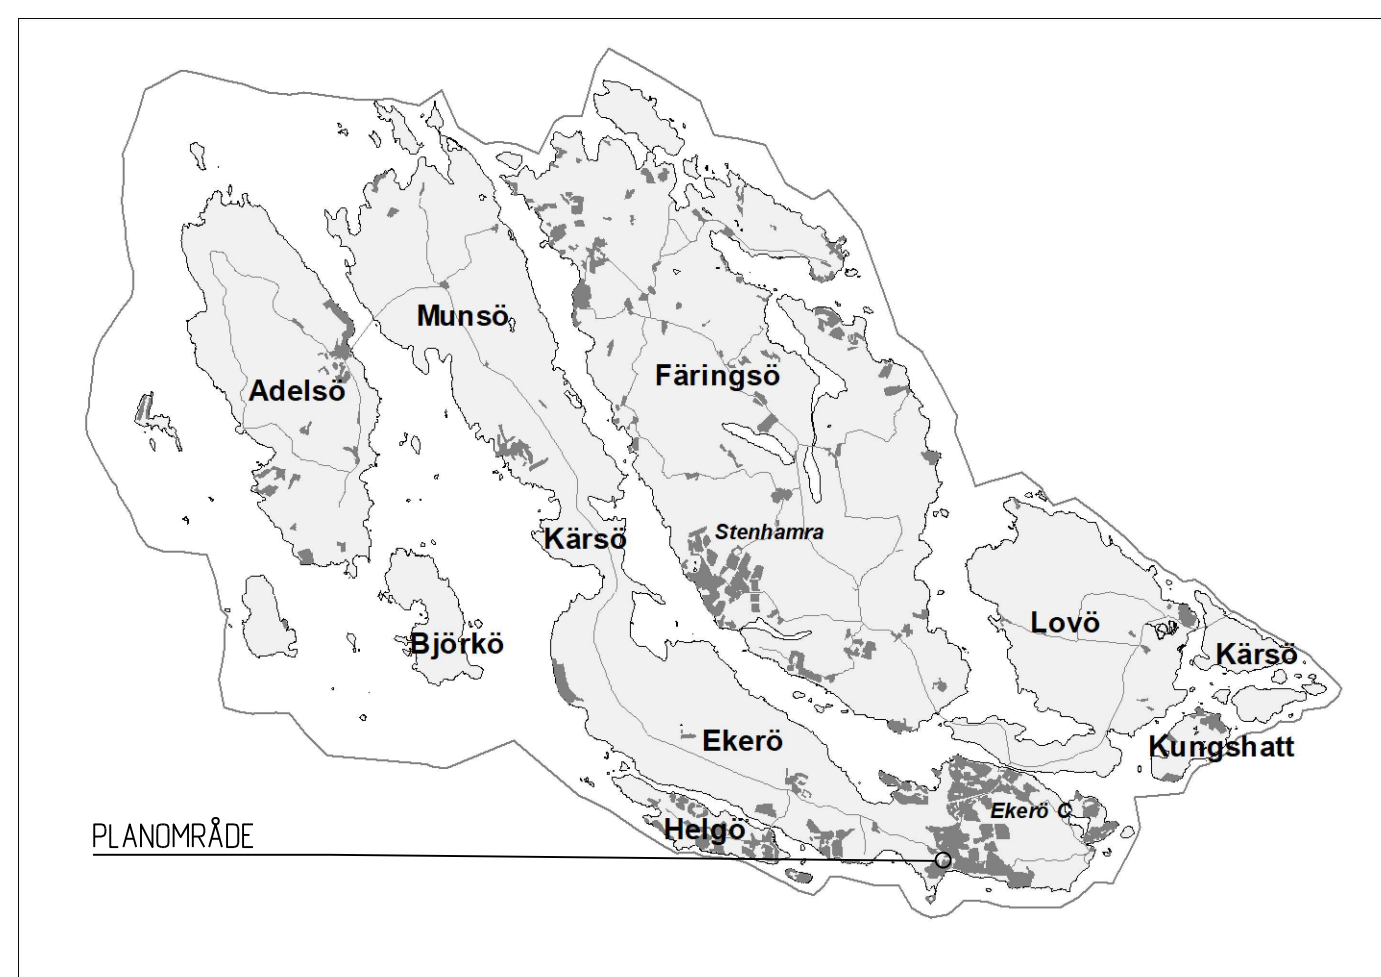 Munsö
Färingsö
Adelsö
Stenhamra
Kärsö
Lovö
Björkö
Kärsö
Ekerö
Kungshatt
Ekerö C
Helgö
PLANOMRÅDE